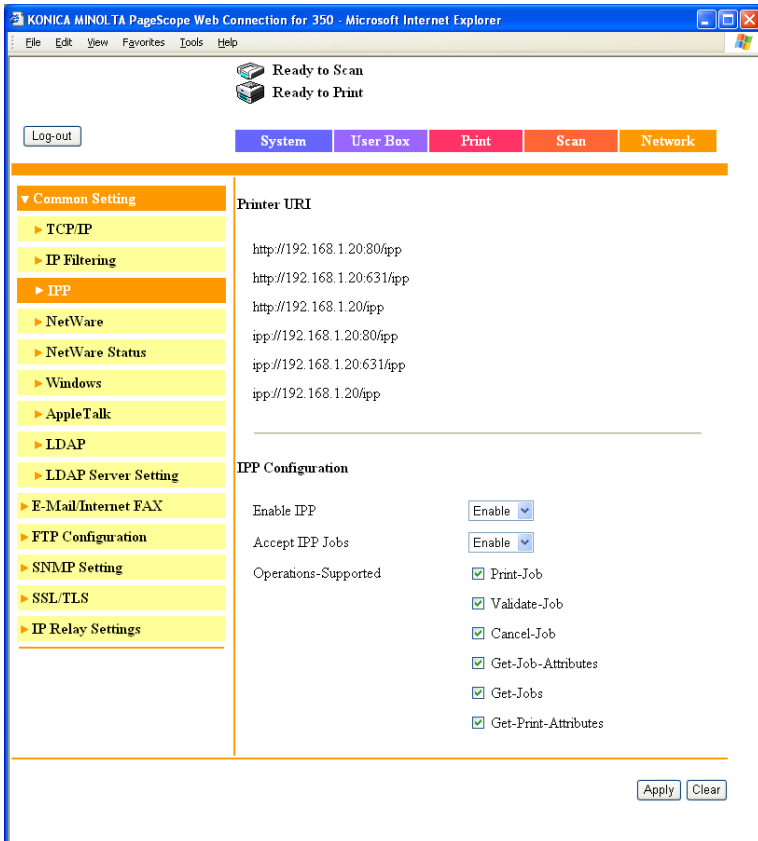 KONICA MINOLTA PageScope Web Connection for 350 - Microsoft Internet Explorer
File Edit View Favorites Tools Help
Ready to Scan
Ready to Print
Log-out
System User Box Print Scan Network
Common Setting
TCP/IP
IP Filtering
IPP
NetWare
NetWare Status
Windows
AppleTalk
LDAP
LDAP Server Setting
E-Mail/Internet FAX
FTP Configuration
SNMP Setting
SSL/TLS
IP Relay Settings
Printer URI
http://192.168.1.20:80/ipp
http://192.168.1.20:631/ipp
http://192.168.1.20/ipp
ipp://192.168.1.20:80/ipp
ipp://192.168.1.20:631/ipp
ipp://192.168.1.20/ipp
IPP Configuration
Enable IPP Enable
Accept IPP Jobs Enable
Operations-Supported Print-Job
Validate-Job
Cancel-Job
Get-Job-Attributes
Get-Jobs
Get-Print-Attributes
Apply Clear